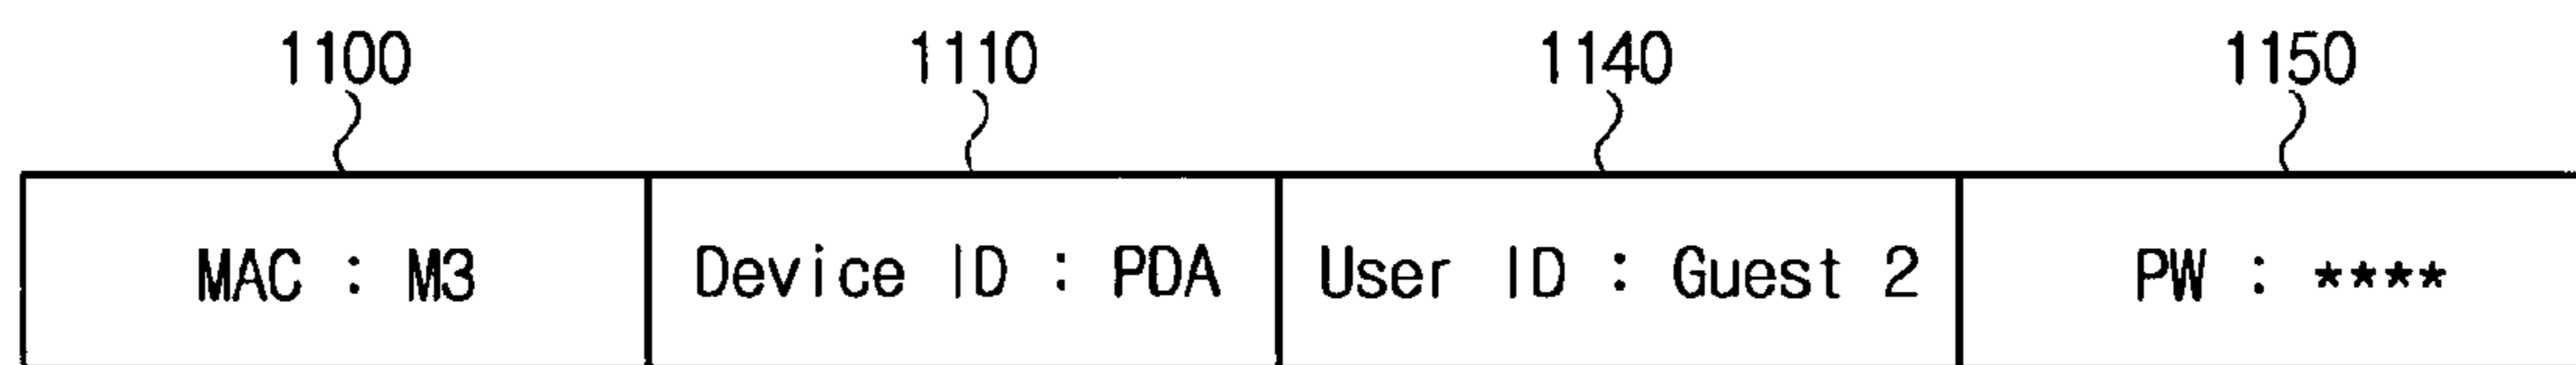 1100 1110 1140 1150
MAC : M3 Device ID : PDA User ID : Guest 2 PW : ****